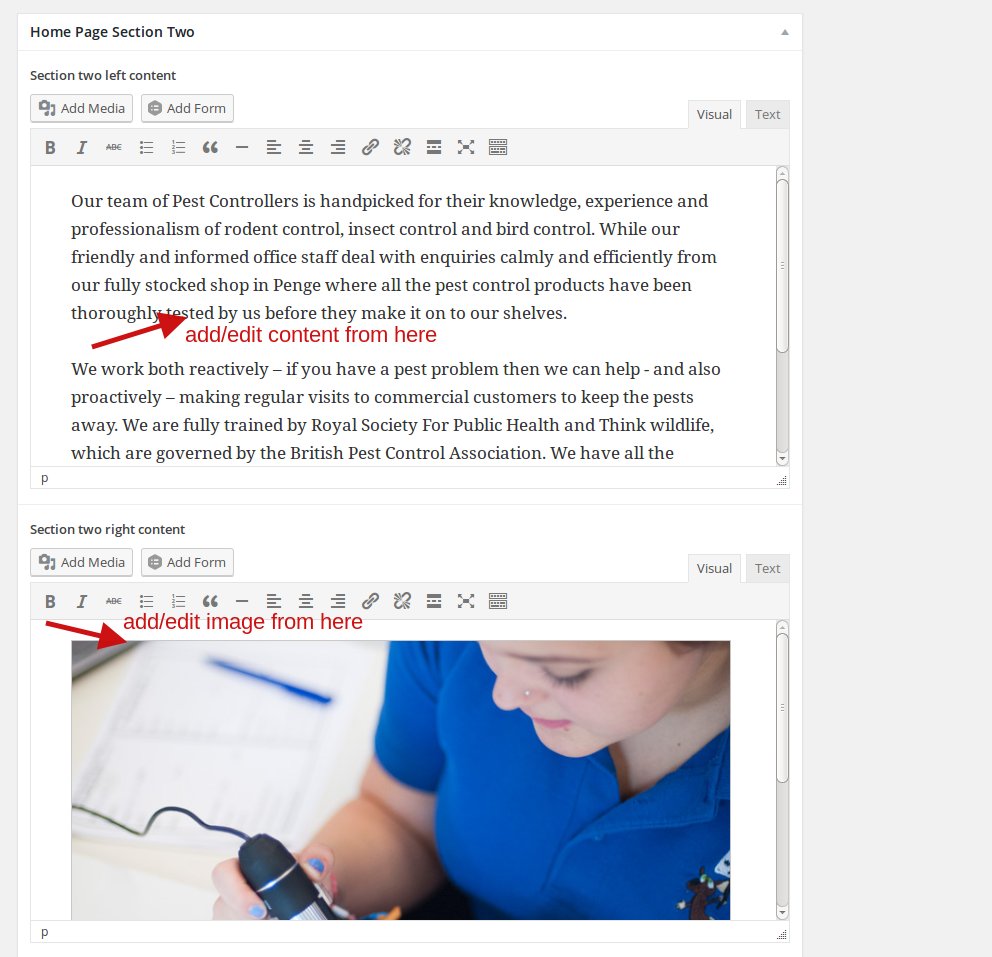 Home Page Section Two
Section two left content
Add Media
Add Form
Visual
Text
B
I
ABC
Our team of Pest Controllers is handpicked for their knowledge, experience and
professionalism of rodent control, insect control and bird control. While our
friendly and informed office staff deal with enquiries calmly and efficiently from
our fully stocked shop in Penge where all the pest control products have been
thoroughly tested by us before they make it on to our shelves.
add/edit content from here
We work both reactively – if you have a pest problem then we can help - and also
proactively – making regular visits to commercial customers to keep the pests
away. We are fully trained by Royal Society For Public Health and Think wildlife,
which are governed by the British Pest Control Association. We have all the
p
Section two right content
Add Media
Add Form
Visual
Text
B
I
ABC
add/edit image from here
p